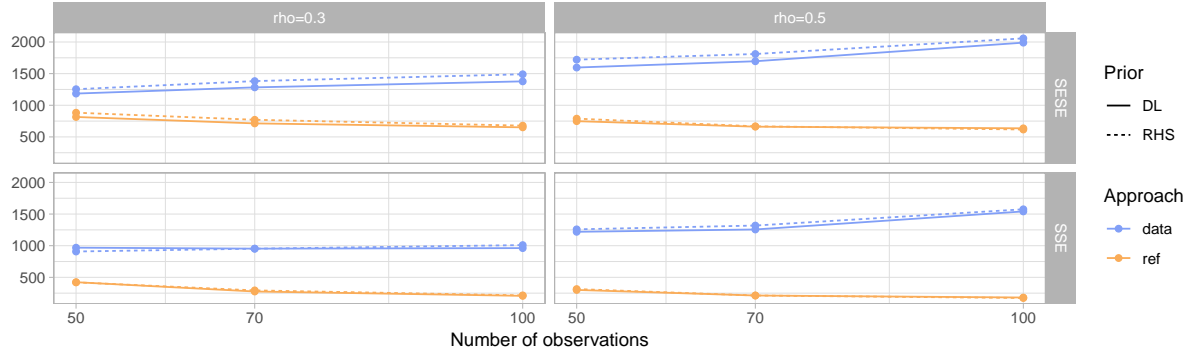 rho=0.3
rho=0.5
2000
1500
1000
500
SESE
2000
1500
1000
500
SSE
50
70
100
50
70
100
Number of observations
Prior
DL
RHS
Approach
data
ref